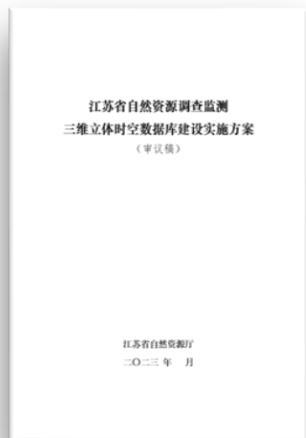 江苏省自然资源调查监测
三维立体时空数据库建设实施方案
（审议稿）
江苏省自然资源厅
二〇二三 年 月